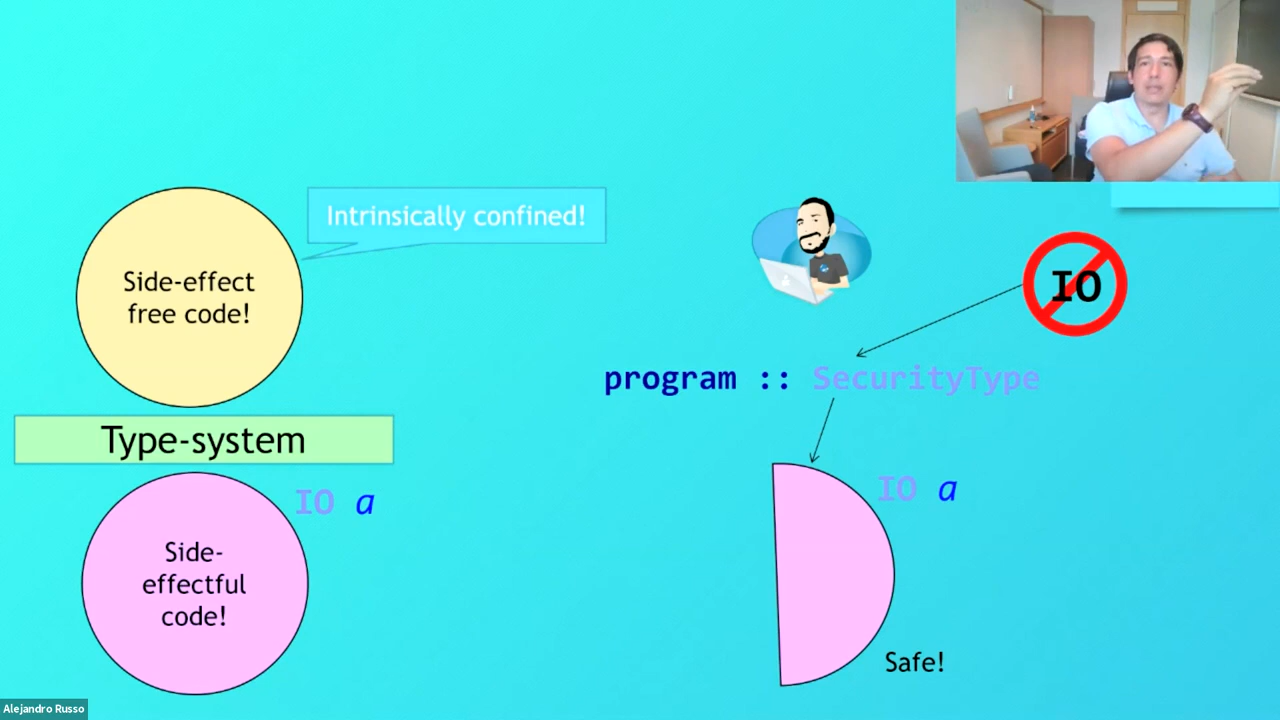 Intrinsically confined!
Side-effect
free code!
IO
program :: SecurityType
Type-system
IO a
IO a
Side-
effectful
code!
Safe!
Alejandro Russo